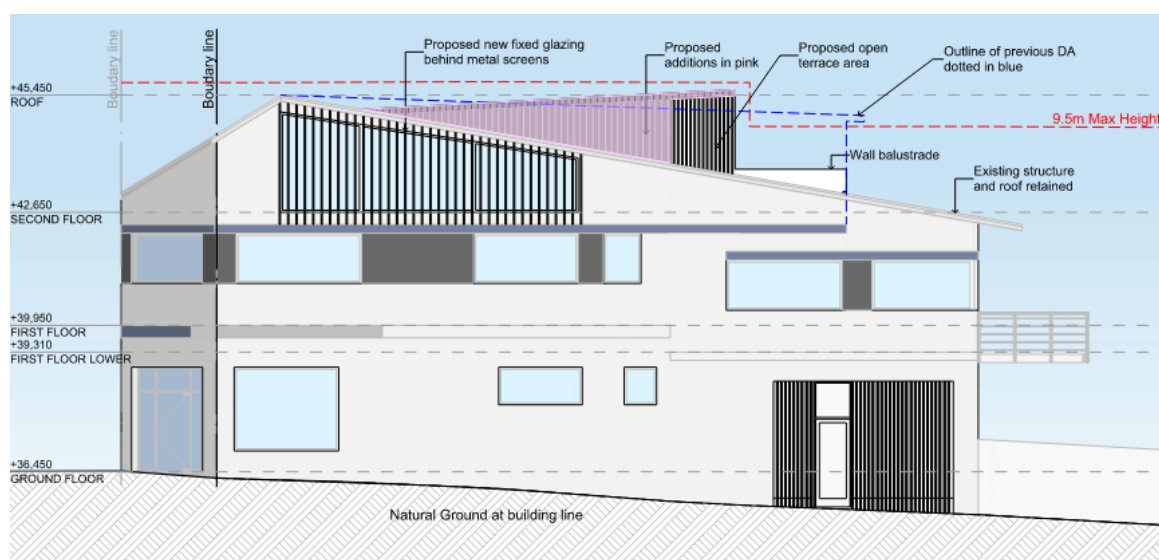 Boudary line
Boudary line
Proposed new fixed glazing
behind metal screens
Proposed
additions in pink
Proposed open
terrace area
Outline of previous DA
dotted in blue
+45,450
ROOF
9.5m Max Height
Wall balustrade
Existing structure
and roof retained
+42,650
SECOND FLOOR
+39,950
FIRST FLOOR
+39,310
FIRST FLOOR LOWER
+36,450
GROUND FLOOR
Natural Ground at building line